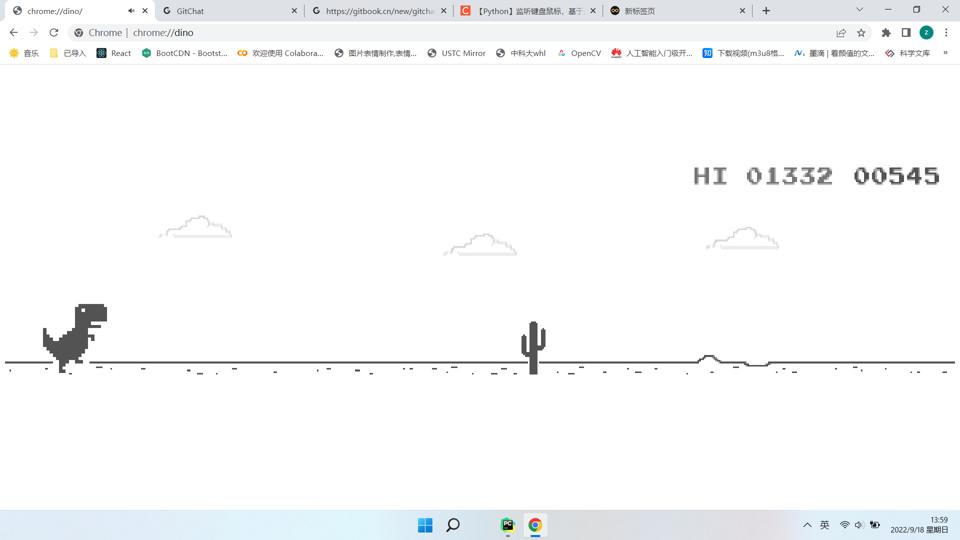 chrome://dino/
GitChat
https://gitbook.cn/new/gitcha
【Python】监听键盘鼠标，基于
新标签页
Chrome | chrome://dino
音乐
已导入
React
BootCDN - Bootst...
欢迎使用 Colabora...
图片表情制作,表情...
USTC Mirror
中科大whl
OpenCV
人工智能入门级开...
下载视频(m3u8格...
墨滴 | 看颜值的文...
科学文库
»
HI 01332 00545
英
13:59
2022/9/18 星期日